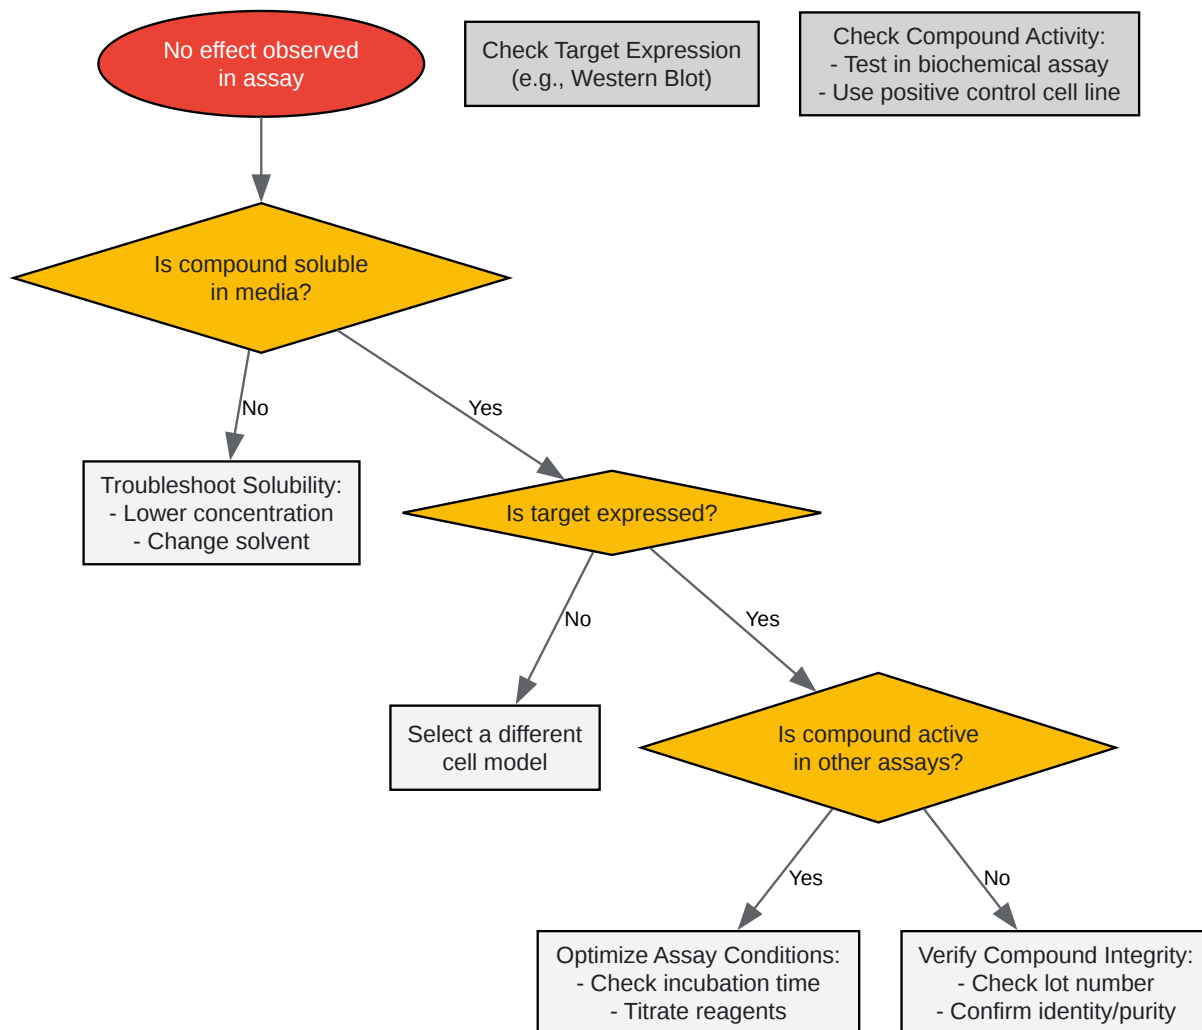 No effect observed
in assay
Check Target Expression
(e.g., Western Blot)
Check Compound Activity:
- Test in biochemical assay
- Use positive control cell line
Is compound soluble
in media?
No
Yes
Troubleshoot Solubility:
- Lower concentration
- Change solvent
Is target expressed?
No
Yes
Select a different
cell model
Is compound active
in other assays?
Yes
No
Optimize Assay Conditions:
- Check incubation time
- Titrate reagents
Verify Compound Integrity:
- Check lot number
- Confirm identity/purity